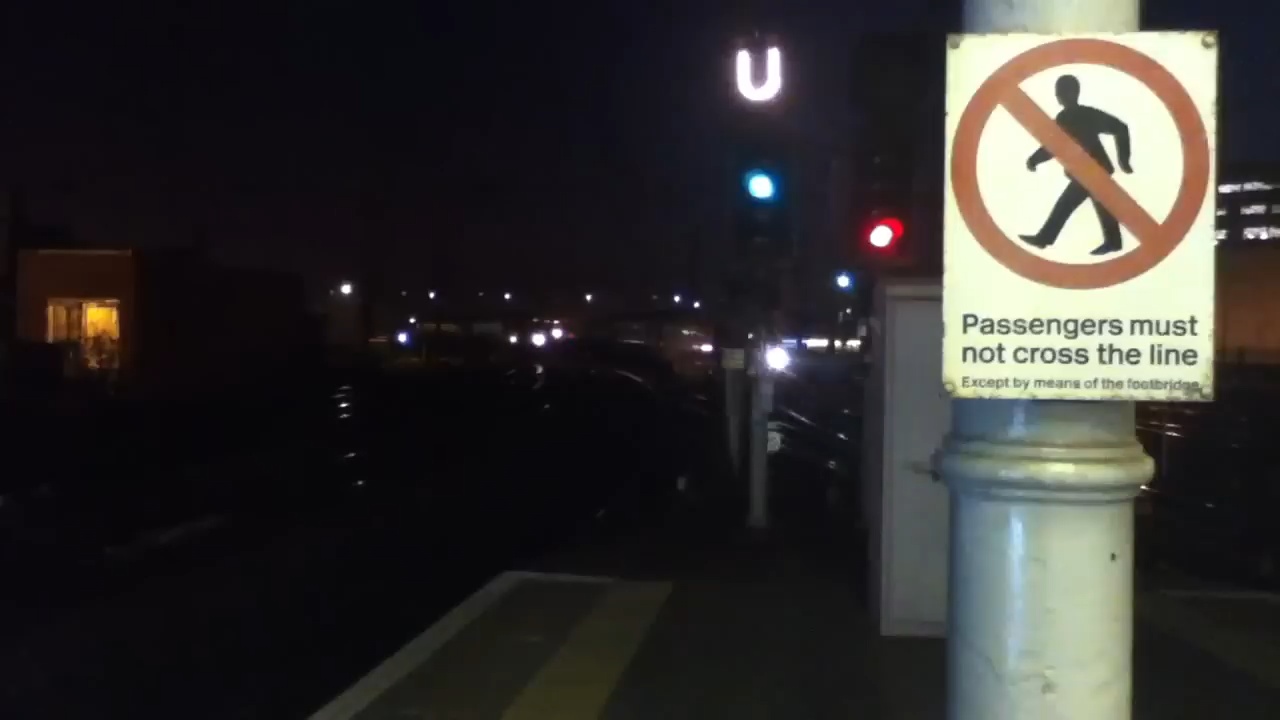 U
Passengers must
not cross the line
Except by means of the footbridge